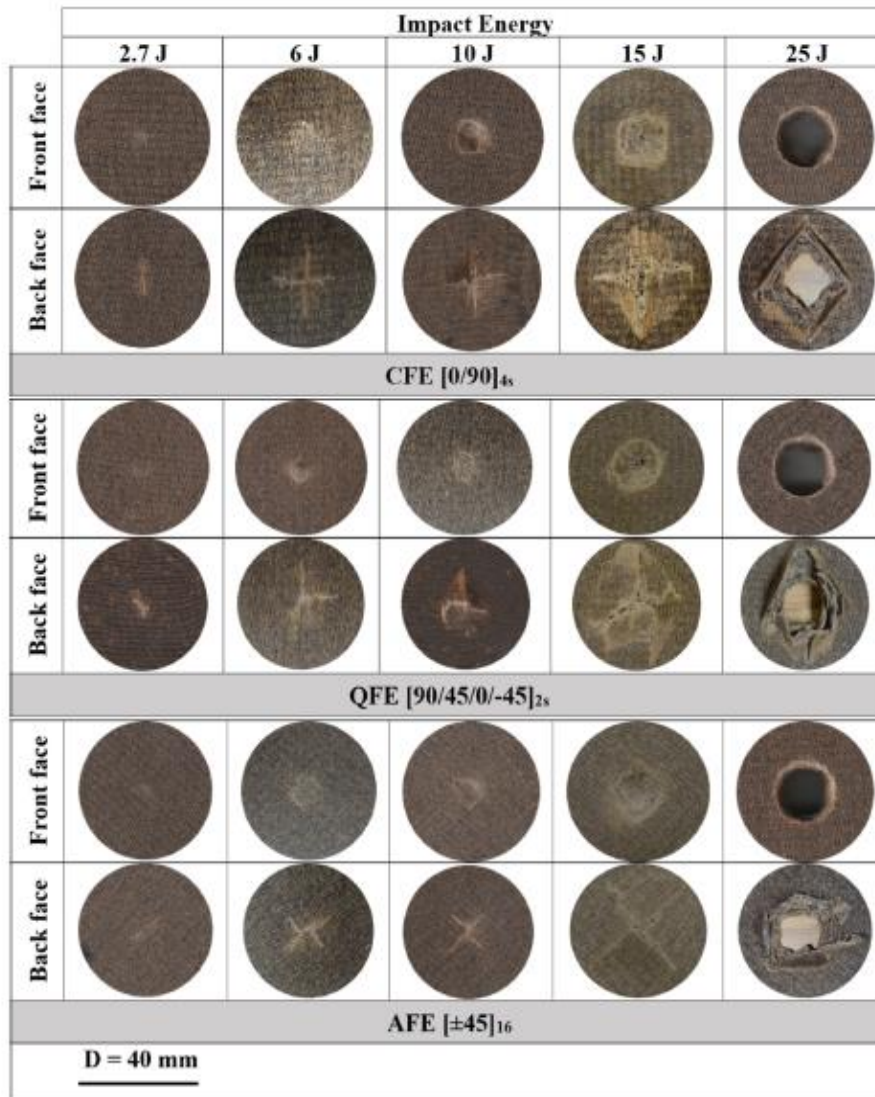 Impact Energy
2.7 J 6 J 10 J 15 J 25 J
Front face
Back face
CFE [0/90]4s
Front face
Back face
QFE [90/45/0/-45]2s
Front face
Back face
AFE [±45]16
D = 40 mm